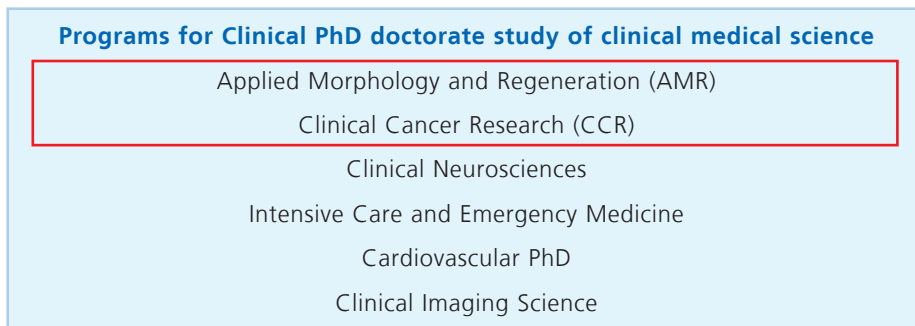 Programs for Clinical PhD doctorate study of clinical medical science
Applied Morphology and Regeneration (AMR)
Clinical Cancer Research (CCR)
Clinical Neurosciences
Intensive Care and Emergency Medicine
Cardiovascular PhD
Clinical Imaging Science